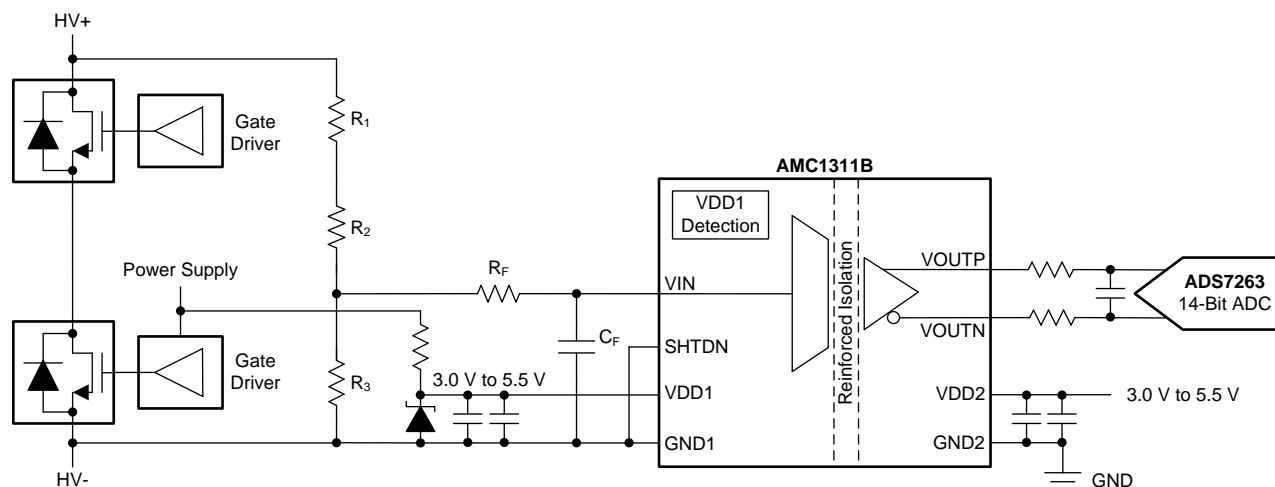 HV+
Gate
Driver
R1
R2
Power Supply
Gate
Driver
R3
HV-
RF
CF
3.0 V to 5.5 V
AMC1311B
VDD1
Detection
VIN
SHTDN
VDD1
GND1
Reinforced Isolation
VOUTP
VOUTN
VDD2
GND2
ADS7263
14-Bit ADC
3.0 V to 5.5 V
GND